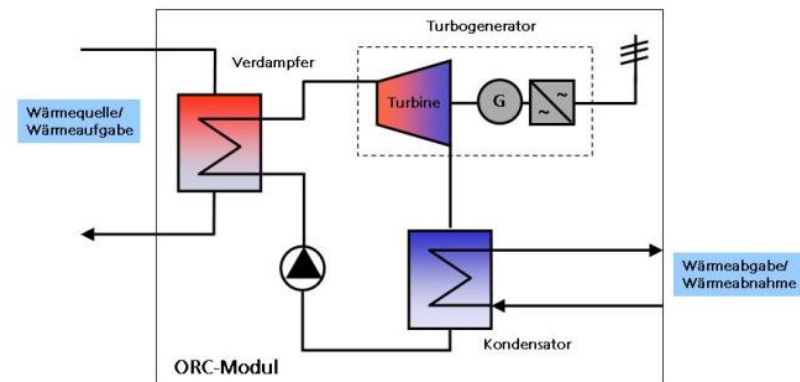 Turbogenerator
Verdampfer
Wärmequelle/
Wärmeaufgabe
Turbine
G
~
~
Wärmeabgabe/
Wärmeabnahme
Kondensator
ORC-Modul